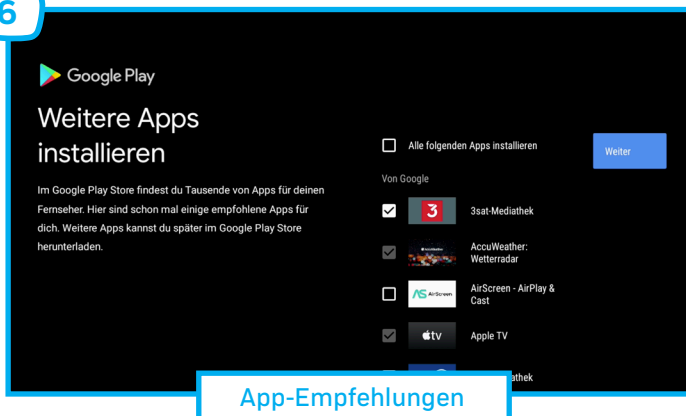 6
Google Play
Weitere Apps
installieren
Im Google Play Store findest du Tausende von Apps für deinen
Fernseher. Hier sind schon mal einige empfohlene Apps für
dich. Weitere Apps kannst du später im Google Play Store
herunterladen.
Alle folgenden Apps installieren
Weiter
Von Google
3
3sat-Mediathek
AccuWeather:
Wetterradar
AirScreen
AirScreen - AirPlay &
Cast
tv
Apple TV
App-Empfehlungen